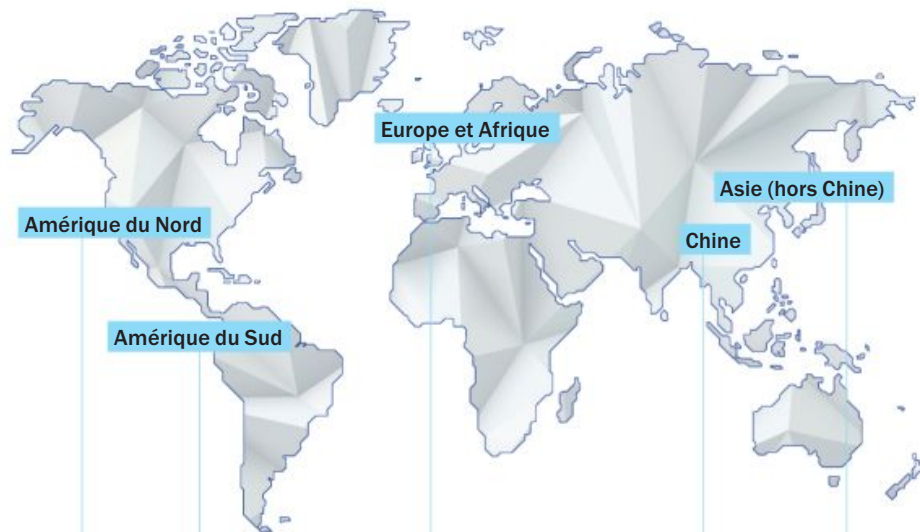 Europe et Afrique
Asie (hors Chine)
Amérique du Nord
Chine
Amérique du Sud